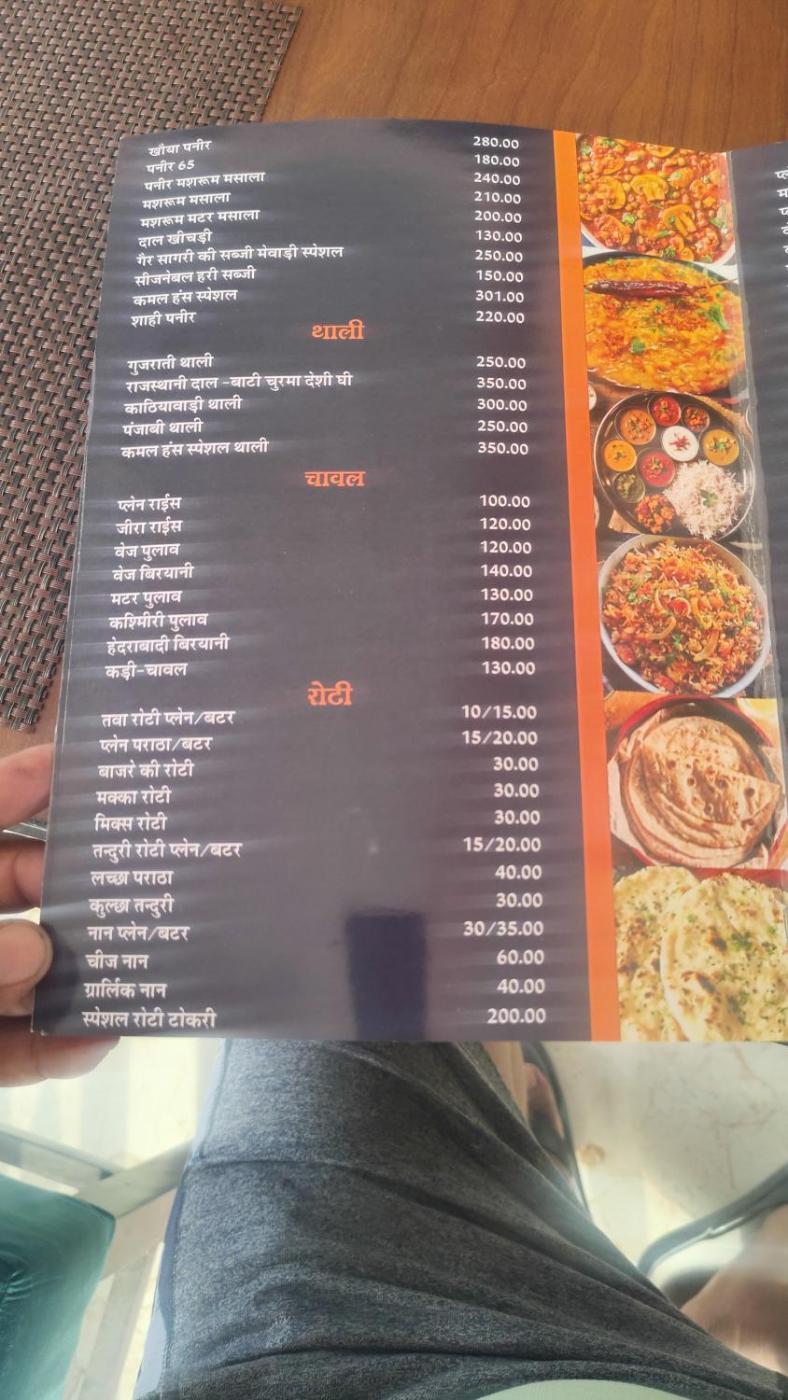 खौया पनीर 280.00
पनीर 65 180.00
पनीर मशरूम मसाला 240.00
मशरूम मसाला 210.00
मशरूम मटर मसाला 200.00
दाल खीचड़ी 130.00
गैर सागरी की सब्जी मेवाड़ी स्पेशल 250.00
सीजनेबल हरी सब्जी 150.00
कमल हंस स्पेशल 301.00
शाही पनीर 220.00
थाली
गुजराती थाली 250.00
राजस्थानी दाल -बाटी चुरमा देशी घी 350.00
काठियावाड़ी थाली 300.00
पंजाबी थाली 250.00
कमल हंस स्पेशल थाली 350.00
चावल
प्लेन राईस 100.00
जीरा राईस 120.00
वेज पुलाव 120.00
वेज बिरयानी 140.00
मटर पुलाव 130.00
कश्मिीरी पुलाव 170.00
हेदराबादी बिरयानी 180.00
कड़ी-चावल 130.00
रोटी
तवा रोटी प्लेन/बटर 10/15.00
प्लेन पराठा/बटर 15/20.00
बाजरे की रोटी 30.00
मक्का रोटी 30.00
मिक्स रोटी 30.00
तन्दुरी रोटी प्लेन/बटर 15/20.00
लच्छा पराठा 40.00
कुल्छा तन्दुरी 30.00
नान प्लेन/बटर 30/35.00
चीज नान 60.00
ग्रार्लिक नान 40.00
स्पेशल रोटी टोकरी 200.00